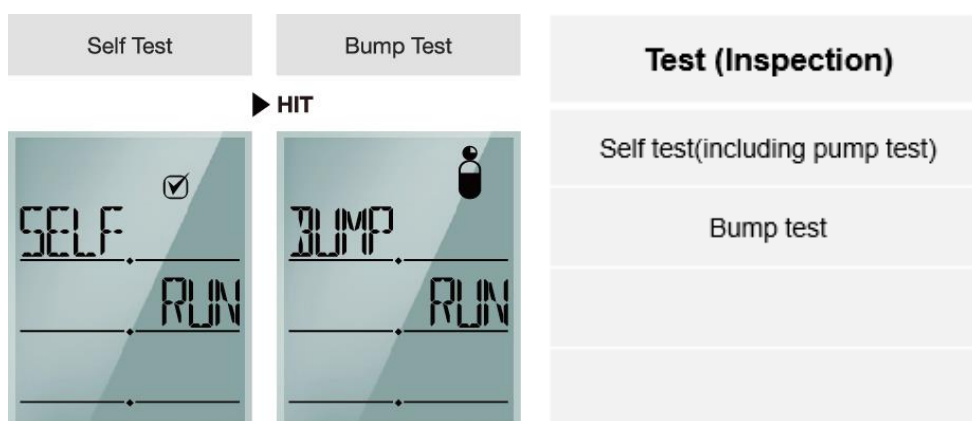 Self Test
Bump Test
Test (Inspection)
▶ HIT
Self test(including pump test)
SELF
BUMP
Bump test
RUN
RUN